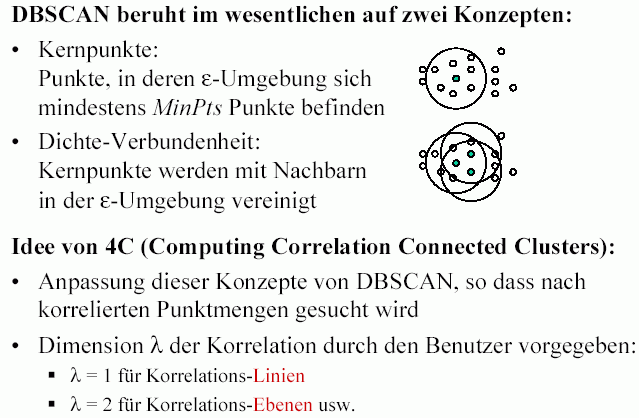 DBSCAN beruht im wesentlichen auf zwei Konzepten:
• Kernpunkte:
Punkte, in deren ε-Umgebung sich
mindestens MinPts Punkte befinden
• Dichte-Verbundenheit:
Kernpunkte werden mit Nachbarn
in der ε-Umgebung vereinigt
Idee von 4C (Computing Correlation Connected Clusters):
• Anpassung dieser Konzepte von DBSCAN, so dass nach
korrelierten Punktmengen gesucht wird
• Dimension λ der Korrelation durch den Benutzer vorgegeben:
▪ λ = 1 für Korrelations-Linien
▪ λ = 2 für Korrelations-Ebenen usw.